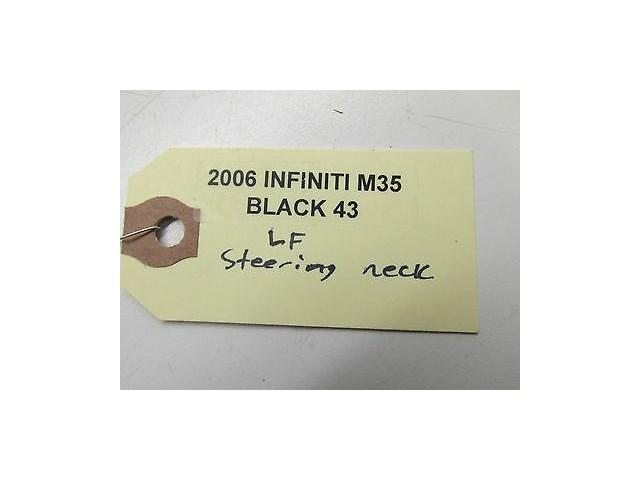 2006 INFINITI M35
BLACK 43
LF
Steering neck